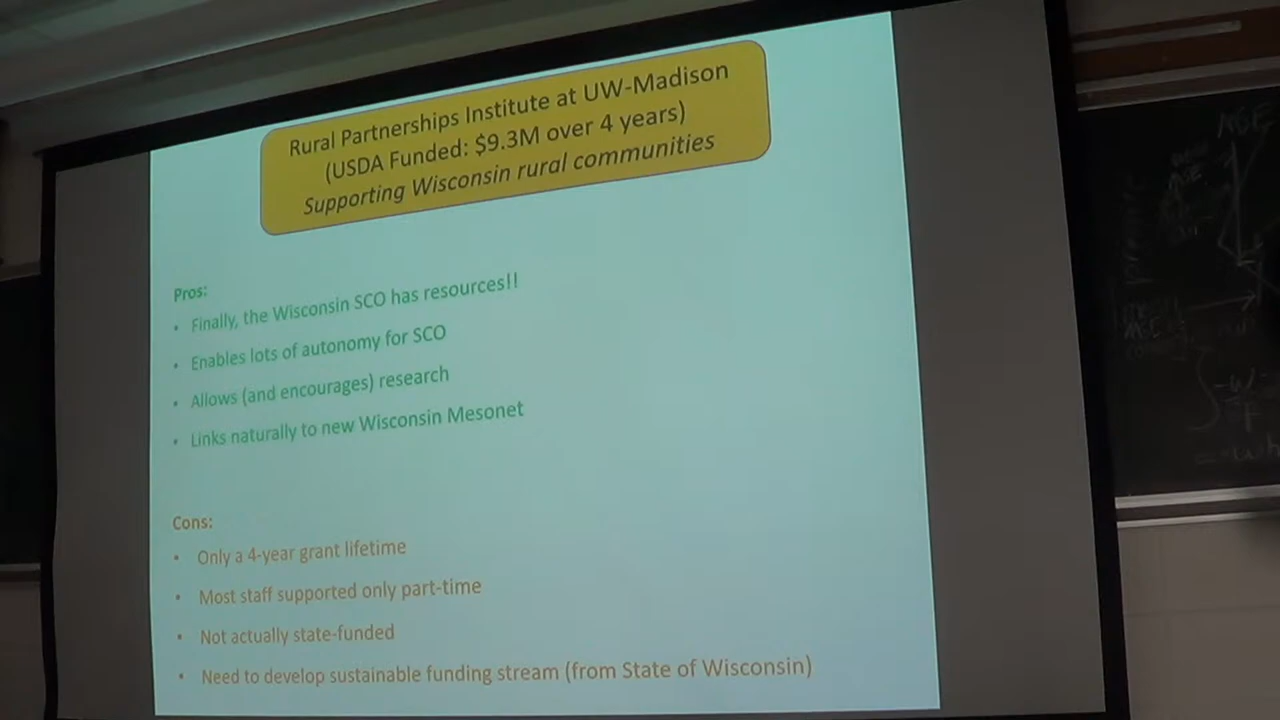 Rural Partnerships Institute at UW-Madison
(USDA Funded: $9.3M over 4 years)
Supporting Wisconsin rural communities
Pros:
• Finally, the Wisconsin SCO has resources!!
• Enables lots of autonomy for SCO
• Allows (and encourages) research
• Links naturally to new Wisconsin Mesonet
Cons:
• Only a 4-year grant lifetime
• Most staff supported only part-time
• Not actually state-funded
• Need to develop sustainable funding stream (from State of Wisconsin)